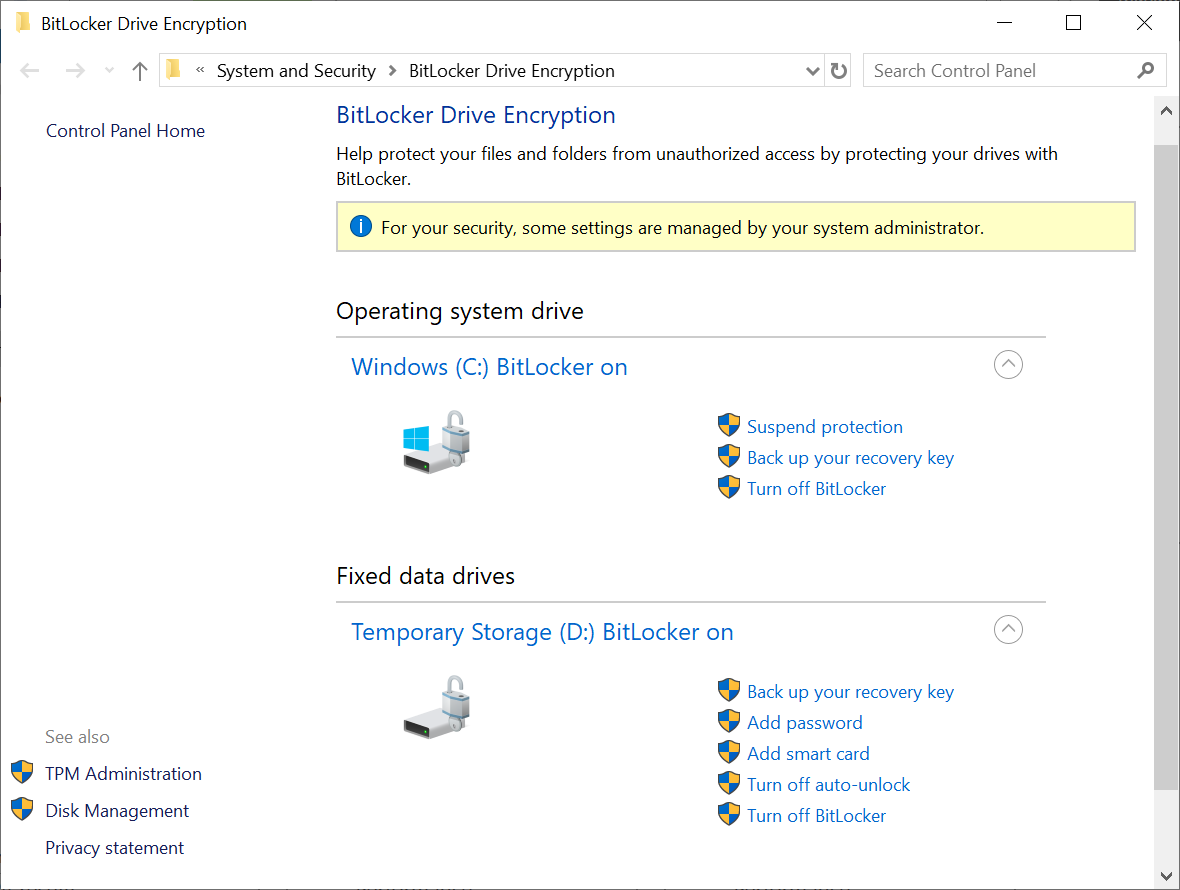 BitLocker Drive Encryption
« System and Security > BitLocker Drive Encryption
Search Control Panel
Control Panel Home
BitLocker Drive Encryption
Help protect your files and folders from unauthorized access by protecting your drives with
BitLocker.
For your security, some settings are managed by your system administrator.
Operating system drive
Windows (C:) BitLocker on
Suspend protection
Back up your recovery key
Turn off BitLocker
Fixed data drives
Temporary Storage (D:) BitLocker on
Back up your recovery key
Add password
Add smart card
Turn off auto-unlock
Turn off BitLocker
See also
TPM Administration
Disk Management
Privacy statement